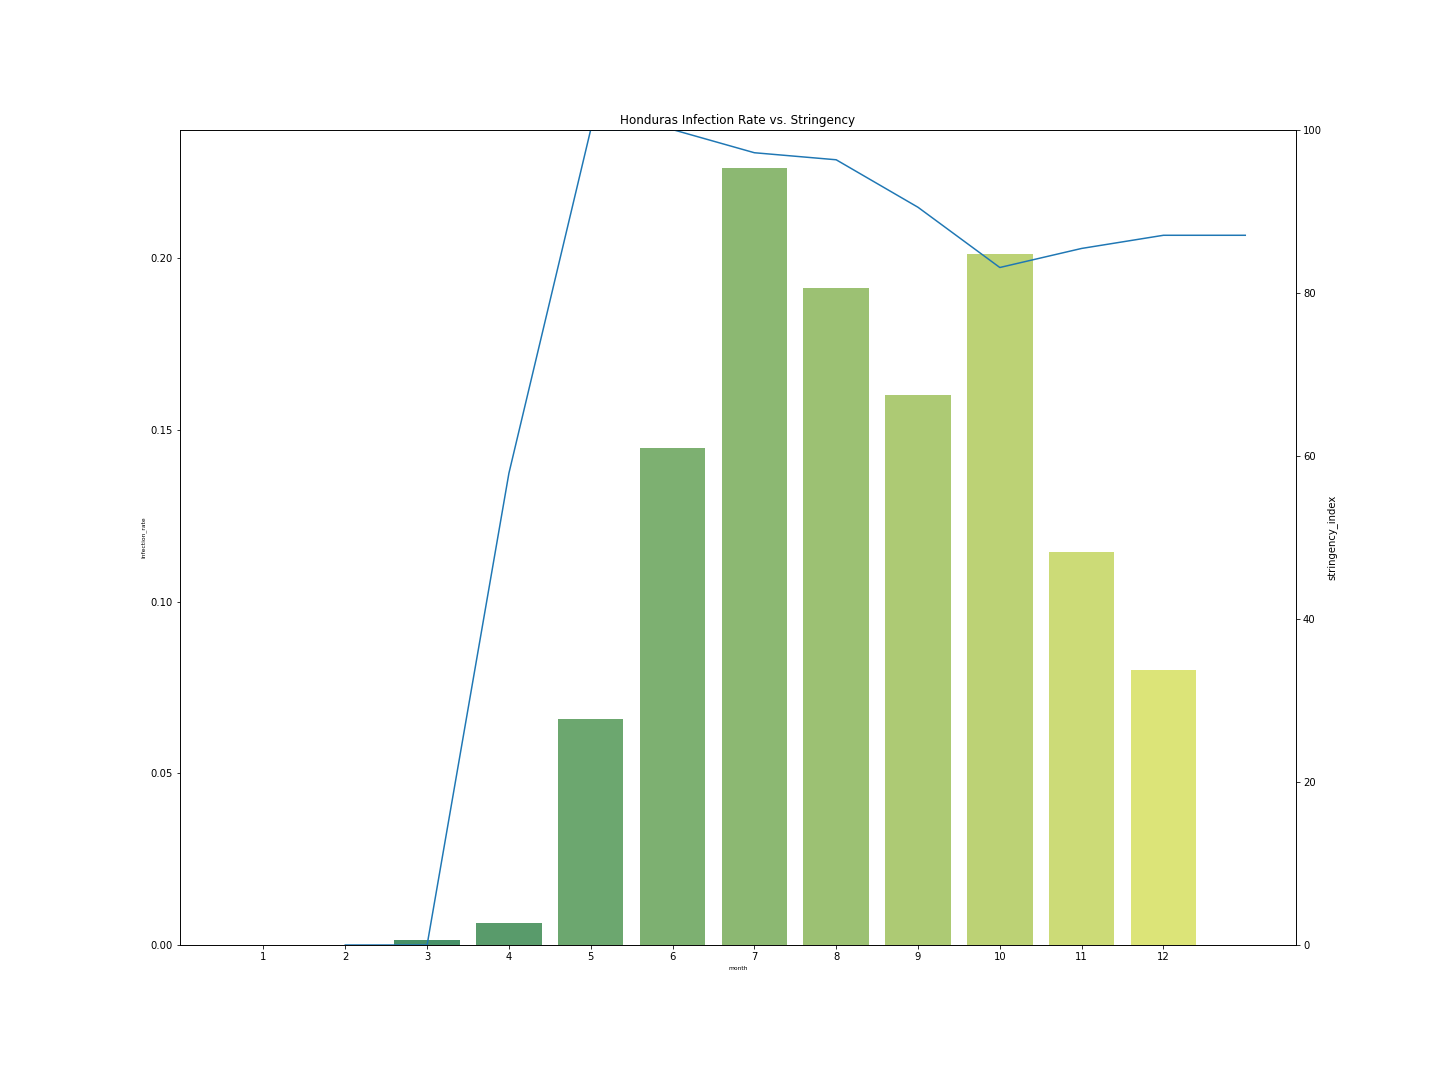 Honduras Infection Rate vs. Stringency
0.20
0.15
0.10
0.05
0.00
Infection_rate
100
80
60
40
20
0
stringency_index
1 2 3 4 5 6 7 8 9 10 11 12
month